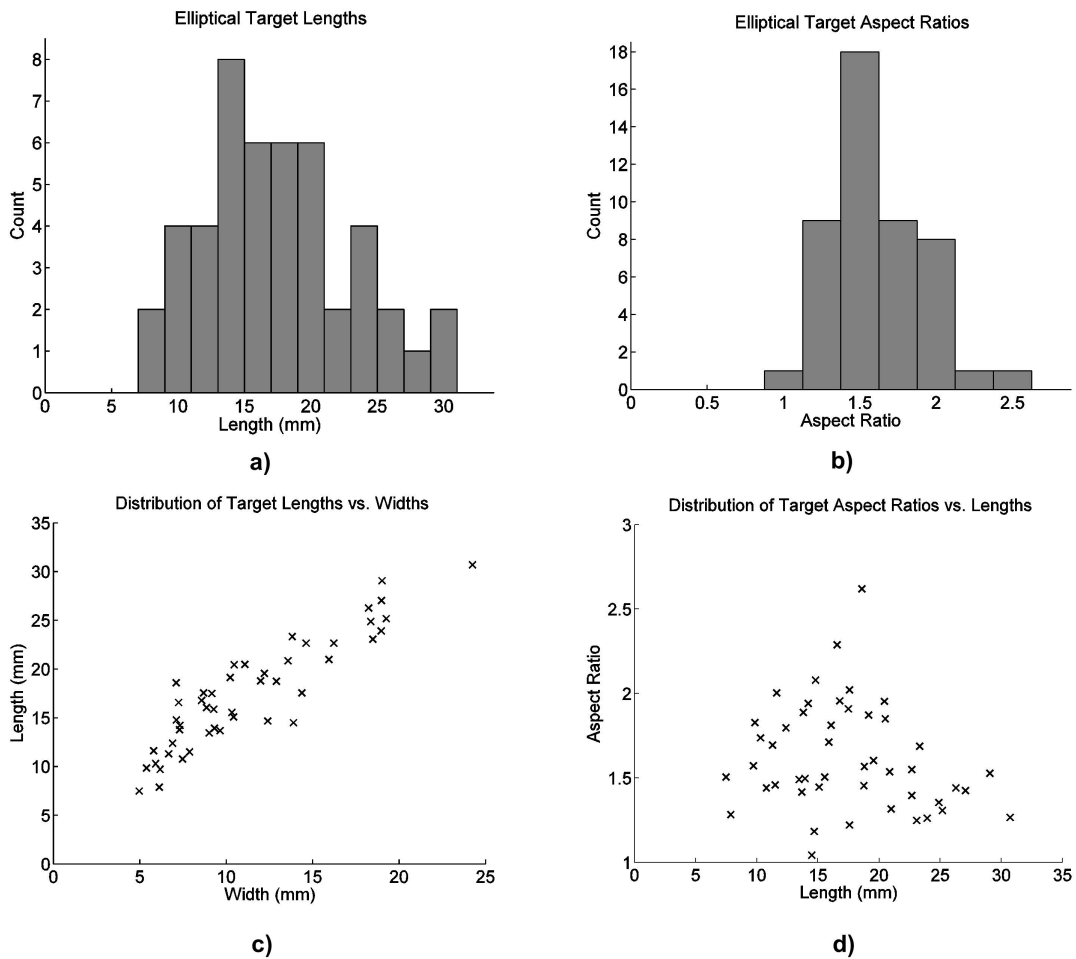 Elliptical Target Lengths
8
7
6
5
4
3
2
1
0
Count
0 5 10 15 20 25 30
Length (mm)
a)
Elliptical Target Aspect Ratios
18
16
14
12
10
8
6
4
2
0
Count
0 0.5 1 1.5 2 2.5
Aspect Ratio
b)
Distribution of Target Lengths vs. Widths
35
30
25
20
15
10
5
0
Length (mm)
0 5 10 15 20 25
Width (mm)
c)
Distribution of Target Aspect Ratios vs. Lengths
3
2.5
2
1.5
1
Aspect Ratio
0 5 10 15 20 25 30 35
Length (mm)
d)